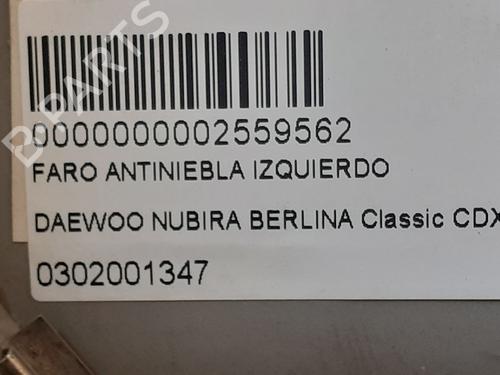 0000000002559562
FARO ANTINIEBLA IZQUIERDO
DAEWOO NUBIRA BERLINA Classic CDX
0302001347
B-PARTS